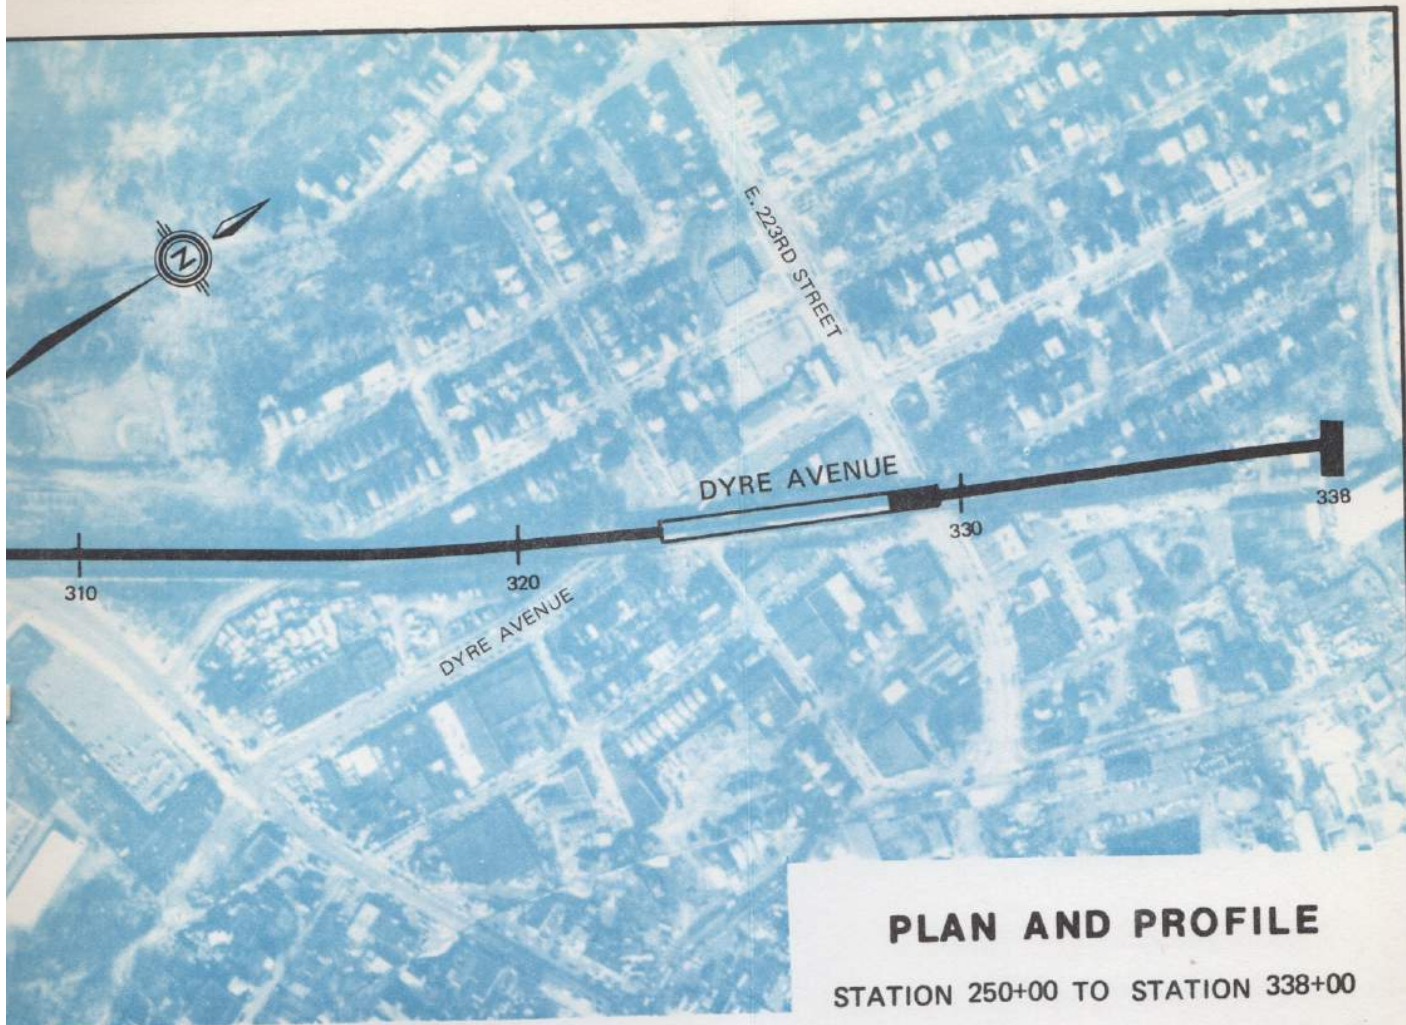 E. 223RD STREET
N
DYRE AVENUE
310
320
330
338
DYRE AVENUE
PLAN AND PROFILE
STATION 250+00 TO STATION 338+00